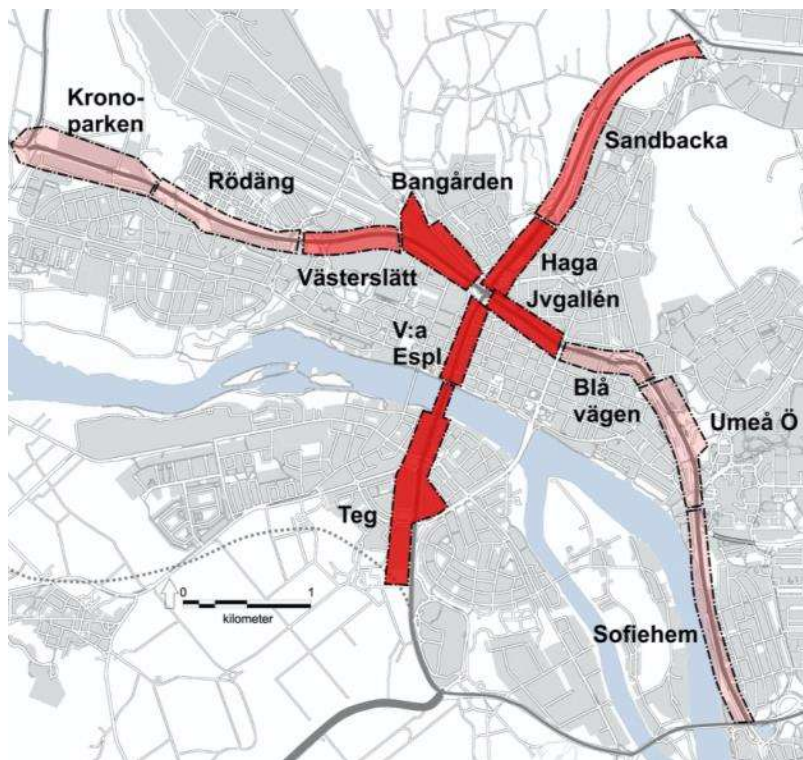 Krono-
parken
Rödäng
Bangården
Sandbacka
Västerslätt
Haga
Jvgallén
V:a
Espl
Blå
vägen
Umeå Ö
Teg
0 1
kilometer
Sofiehem